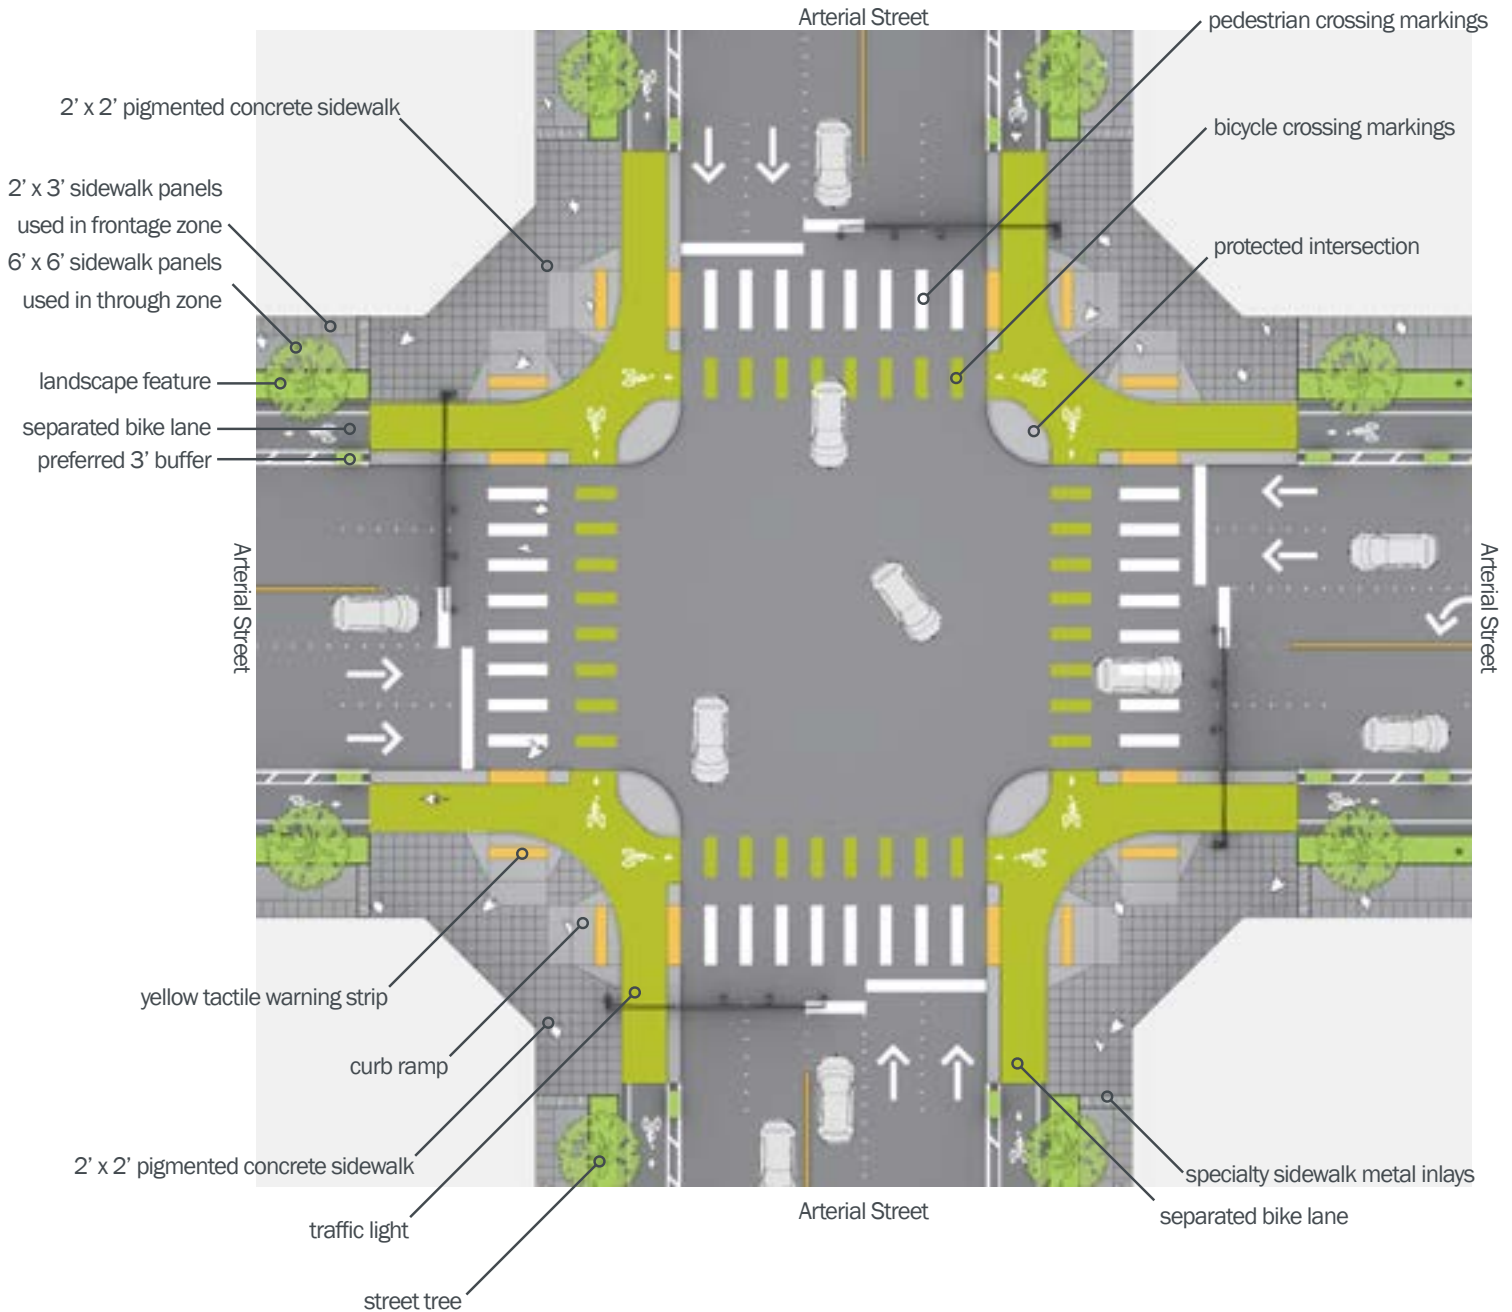 Arterial Street
pedestrian crossing markings
2’ x 2’ pigmented concrete sidewalk
bicycle crossing markings
2’ x 3’ sidewalk panels
used in frontage zone
protected intersection
6’ x 6’ sidewalk panels
used in through zone
landscape feature
separated bike lane
preferred 3’ buffer
Arterial Street
Arterial Street
yellow tactile warning strip
curb ramp
2’ x 2’ pigmented concrete sidewalk
specialty sidewalk metal inlays
Arterial Street
separated bike lane
traffic light
street tree